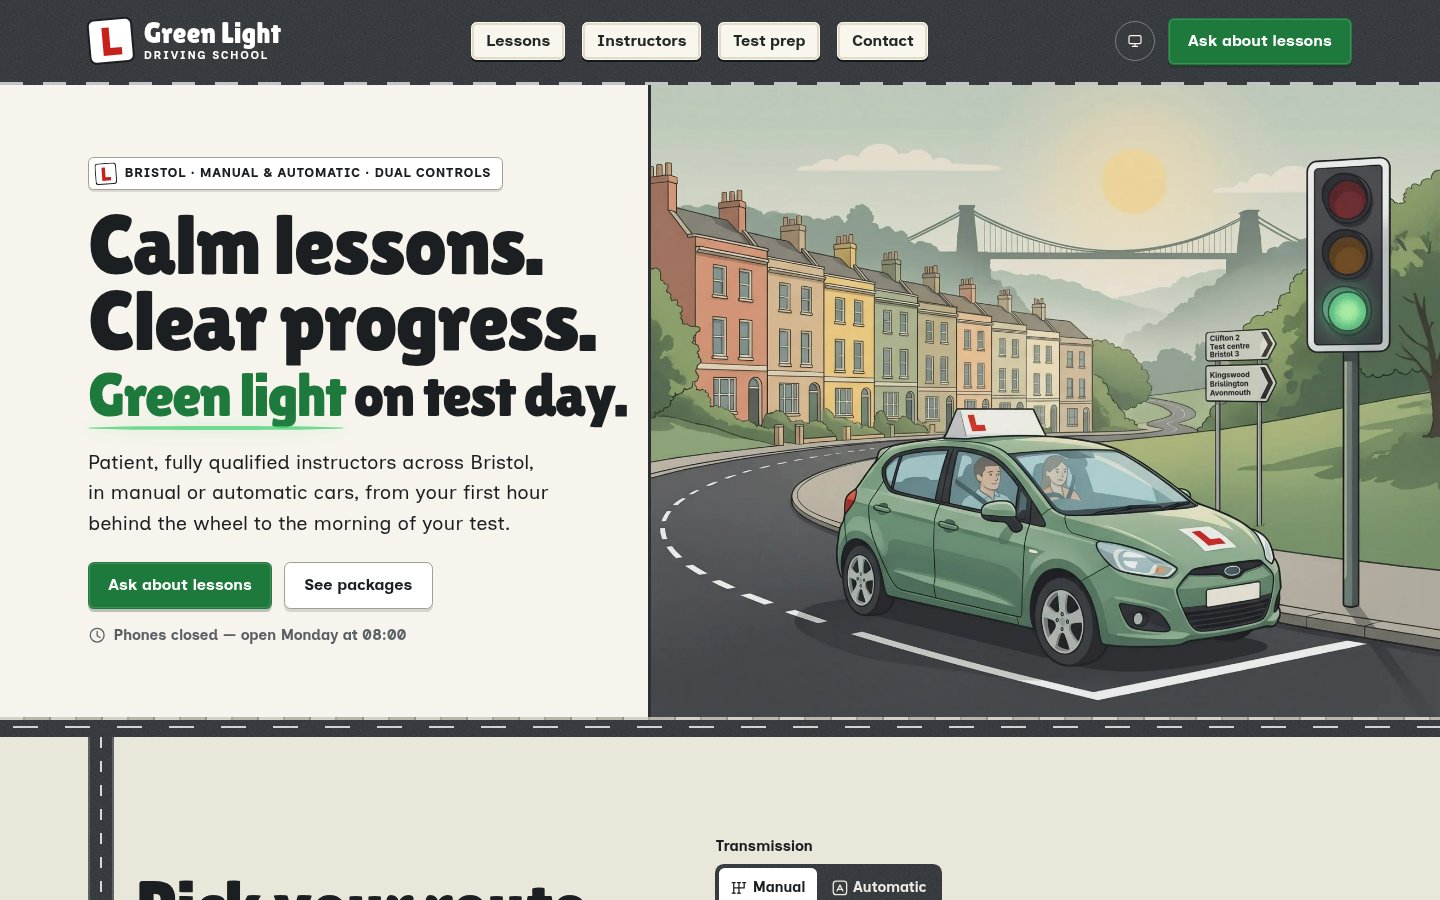 L
Green Light
DRIVING SCHOOL
Lessons
Instructors
Test prep
Contact
Ask about lessons
L
BRISTOL · MANUAL & AUTOMATIC · DUAL CONTROLS
Calm lessons.
Clear progress.
Green light on test day.
Patient, fully qualified instructors across Bristol,
in manual or automatic cars, from your first hour
behind the wheel to the morning of your test.
Ask about lessons
See packages
Phones closed — open Monday at 08:00
Clifton 2
Test centre
Bristol 3
Kingswood
Brislington
Avonmouth
L
L
Pick your route
Transmission
Manual
A
Automatic